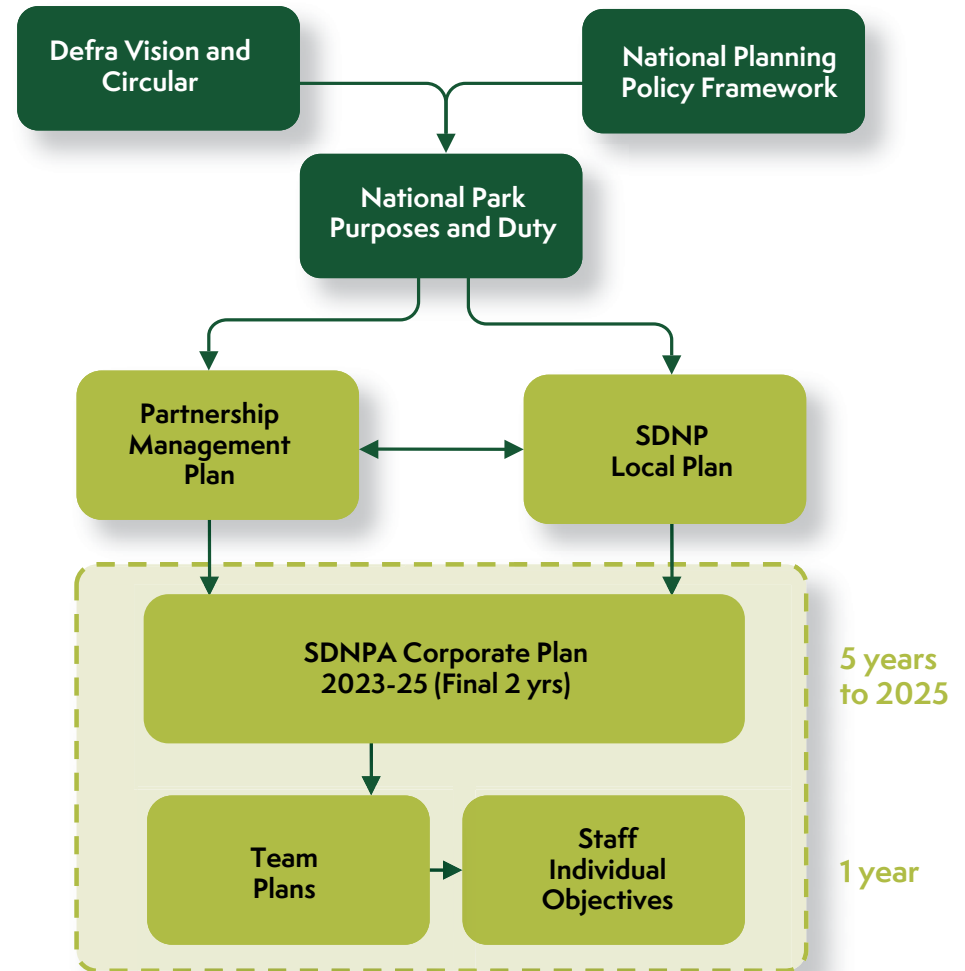 Defra Vision and
Circular
National Planning
Policy Framework
National Park
Purposes and Duty
Partnership
Management
Plan
SDNP
Local Plan
SDNPA Corporate Plan
2023-25 (Final 2 yrs)
5 years
to 2025
Team
Plans
Staff
Individual
Objectives
1 year